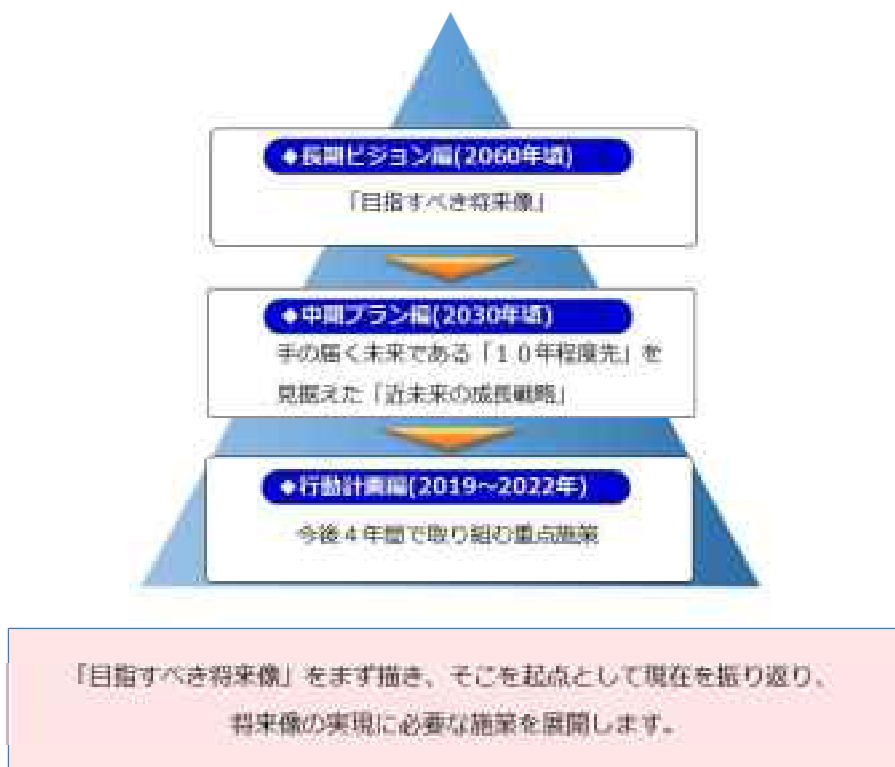 ◆長期ビジョン編(2060年頃)
「目指すべき将来像」
◆中期プラン編(2030年頃)
手の届く未来である「１０年程度先」を
見据えた「近未来の成長戦略」
◆行動計画編(2019～2022年)
今後４年間で取り組む重点施策
「目指すべき将来像」をまず描き、そこを起点として現在を振り返り、
将来像の実現に必要な施策を展開します。